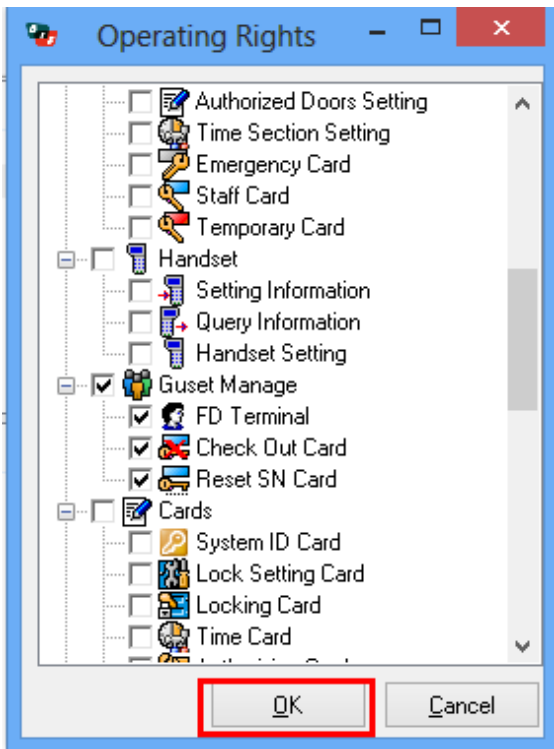 Operating Rights
Authorized Doors Setting
Time Section Setting
Emergency Card
Staff Card
Temporary Card
Handset
Setting Information
Query Information
Handset Setting
Guset Manage
FD Terminal
Check Out Card
Reset SN Card
Cards
System ID Card
Lock Setting Card
Locking Card
Time Card
OK
Cancel